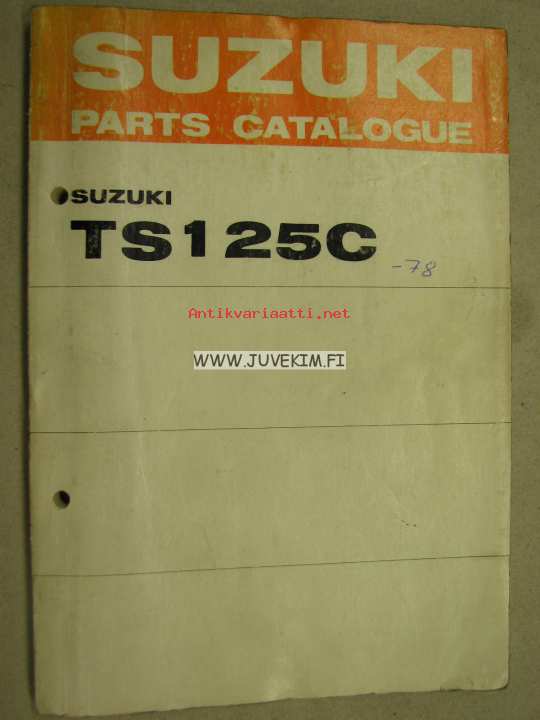 SUZUKI
PARTS CATALOGUE
SUZUKI
TS125C
-78
Antikvariaatti.net
WWW.JUVEKIM.FI